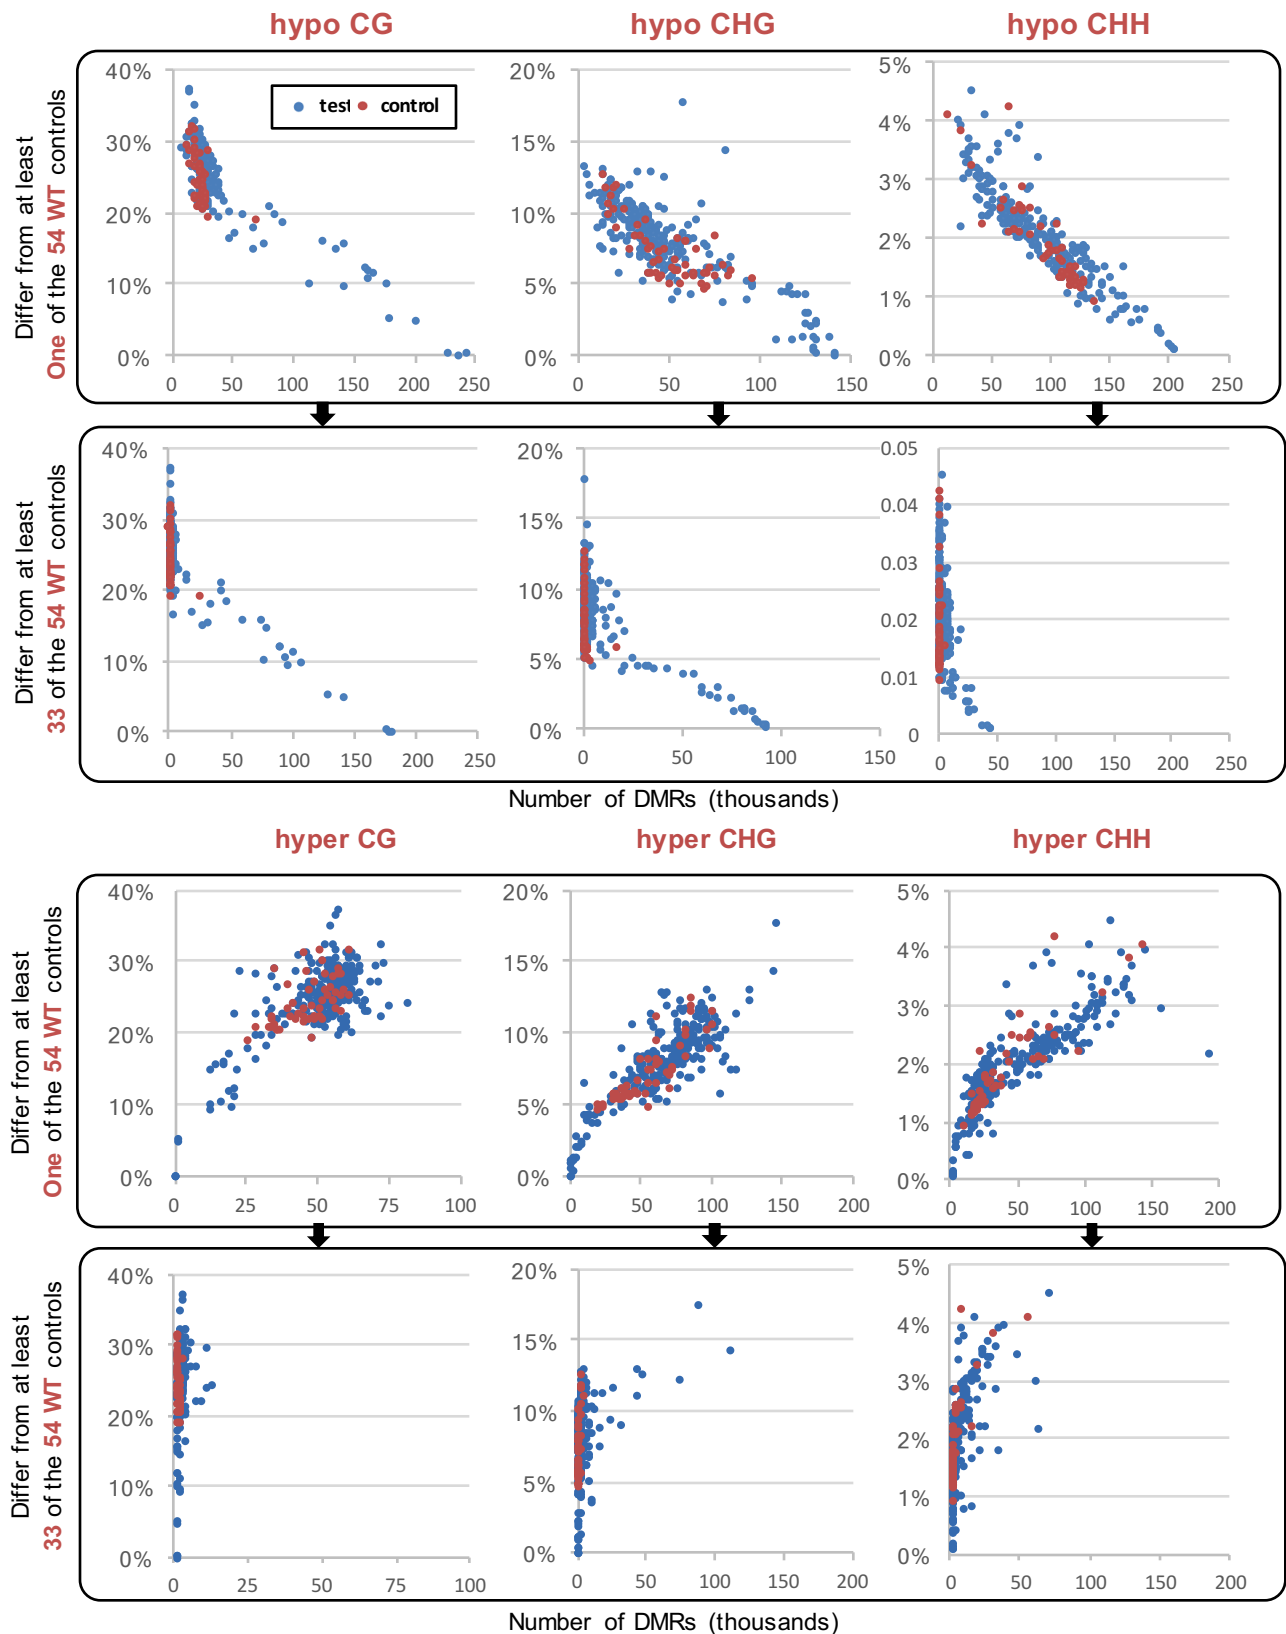 hypo CG hypo CHG hypo CHH
Differ from at least
One of the 54 WT controls
40%
30%
20%
10%
0%
0 50 100 150 200 250
test control
20%
15%
10%
5%
0%
0 50 100 150
5%
4%
3%
2%
1%
0%
0 50 100 150 200 250
Differ from at least
33 of the 54 WT controls
40%
30%
20%
10%
0%
0 50 100 150 200 250
20%
15%
10%
5%
0%
0 50 100 150
0.05
0.04
0.03
0.02
0.01
0
0 50 100 150 200 250
Number of DMRs (thousands)
hyper CG hyper CHG hyper CHH
Differ from at least
One of the 54 WT controls
40%
30%
20%
10%
0%
0 25 50 75 100
20%
15%
10%
5%
0%
0 50 100 150 200
5%
4%
3%
2%
1%
0%
0 50 100 150 200
Differ from at least
33 of the 54 WT controls
40%
30%
20%
10%
0%
0 25 50 75 100
20%
15%
10%
5%
0%
0 50 100 150 200
5%
4%
3%
2%
1%
0%
0 50 100 150 200
Number of DMRs (thousands)